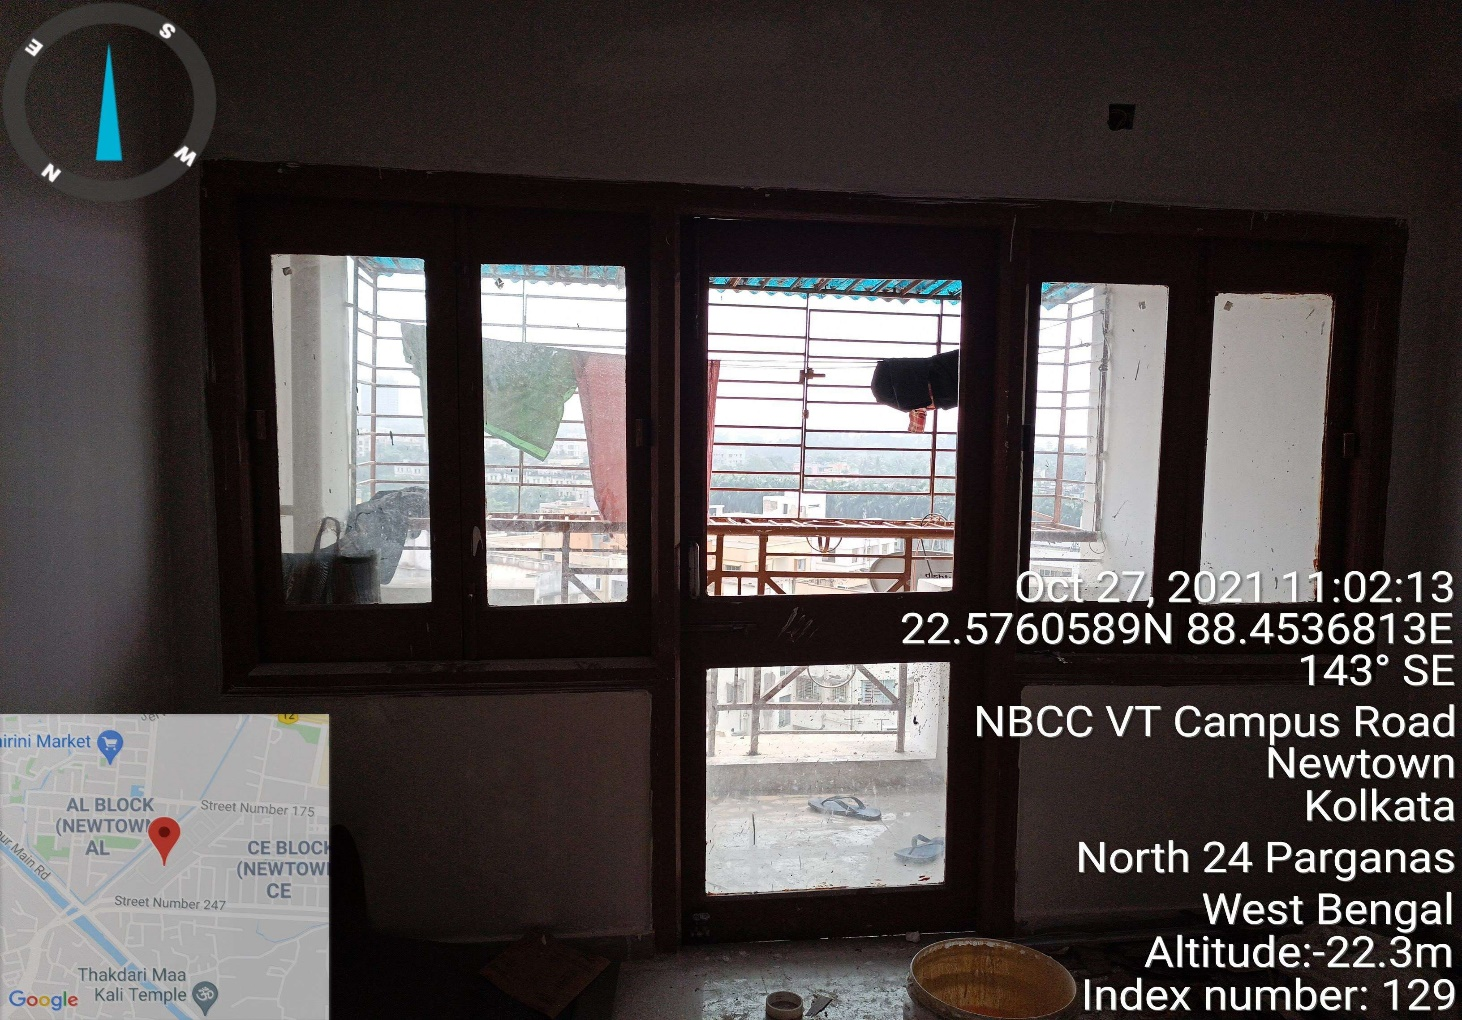 S
E
W
N
Oct 27, 2021 11:02:13
22.5760589N 88.4536813E
143° SE
NBCC VT Campus Road
Newtown
Kolkata
North 24 Parganas
West Bengal
Altitude:-22.3m
Index number: 129
12
Market
AL BLOCK
(NEWTOWN
AL
Street Number 175
CE BLOCK
(NEWTOWN
CE
Main Rd
Street Number 247
Thakdari Maa
Kali Temple
Google